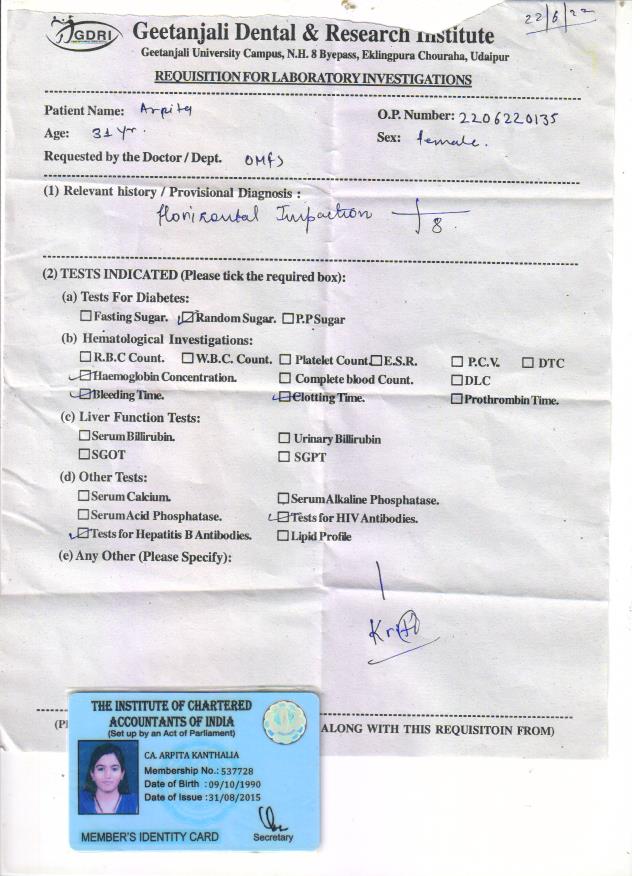 GDRI
Geetanjali Dental & Research Institute
22/6/22
Geetanjali University Campus, N.H. 8 Byepass, Eklingpura Chouraha, Udaipur
REQUISITION FOR LABORATORY INVESTIGATIONS
Patient Name: Arpita
O.P. Number: 2206220135
Age: 31 Yr.
Sex: female.
Requested by the Doctor / Dept. OMFS
(1) Relevant history / Provisional Diagnosis :
Horizontal Impaction 8
(2) TESTS INDICATED (Please tick the required box):
(a) Tests For Diabetes:
Fasting Sugar. Random Sugar. P.P Sugar
(b) Hematological Investigations:
R.B.C Count. W.B.C. Count. Platelet Count. E.S.R. P.C.V. DTC
Haemoglobin Concentration. Complete blood Count. DLC
Bleeding Time. Clotting Time. Prothrombin Time.
(c) Liver Function Tests:
Serum Billirubin. Urinary Billirubin
SGOT SGPT
(d) Other Tests:
Serum Calcium. Serum Alkaline Phosphatase.
Serum Acid Phosphatase. Tests for HIV Antibodies.
Tests for Hepatitis B Antibodies. Lipid Profile
(e) Any Other (Please Specify):
ALONG WITH THIS REQUISITOIN FROM)
THE INSTITUTE OF CHARTERED
ACCOUNTANTS OF INDIA
(Set up by an Act of Parliament)
CA. ARPITA KANTHALIA
Membership No.: 537728
Date of Birth :09/10/1990
Date of Issue :31/08/2015
MEMBER'S IDENTITY CARD
Secretary